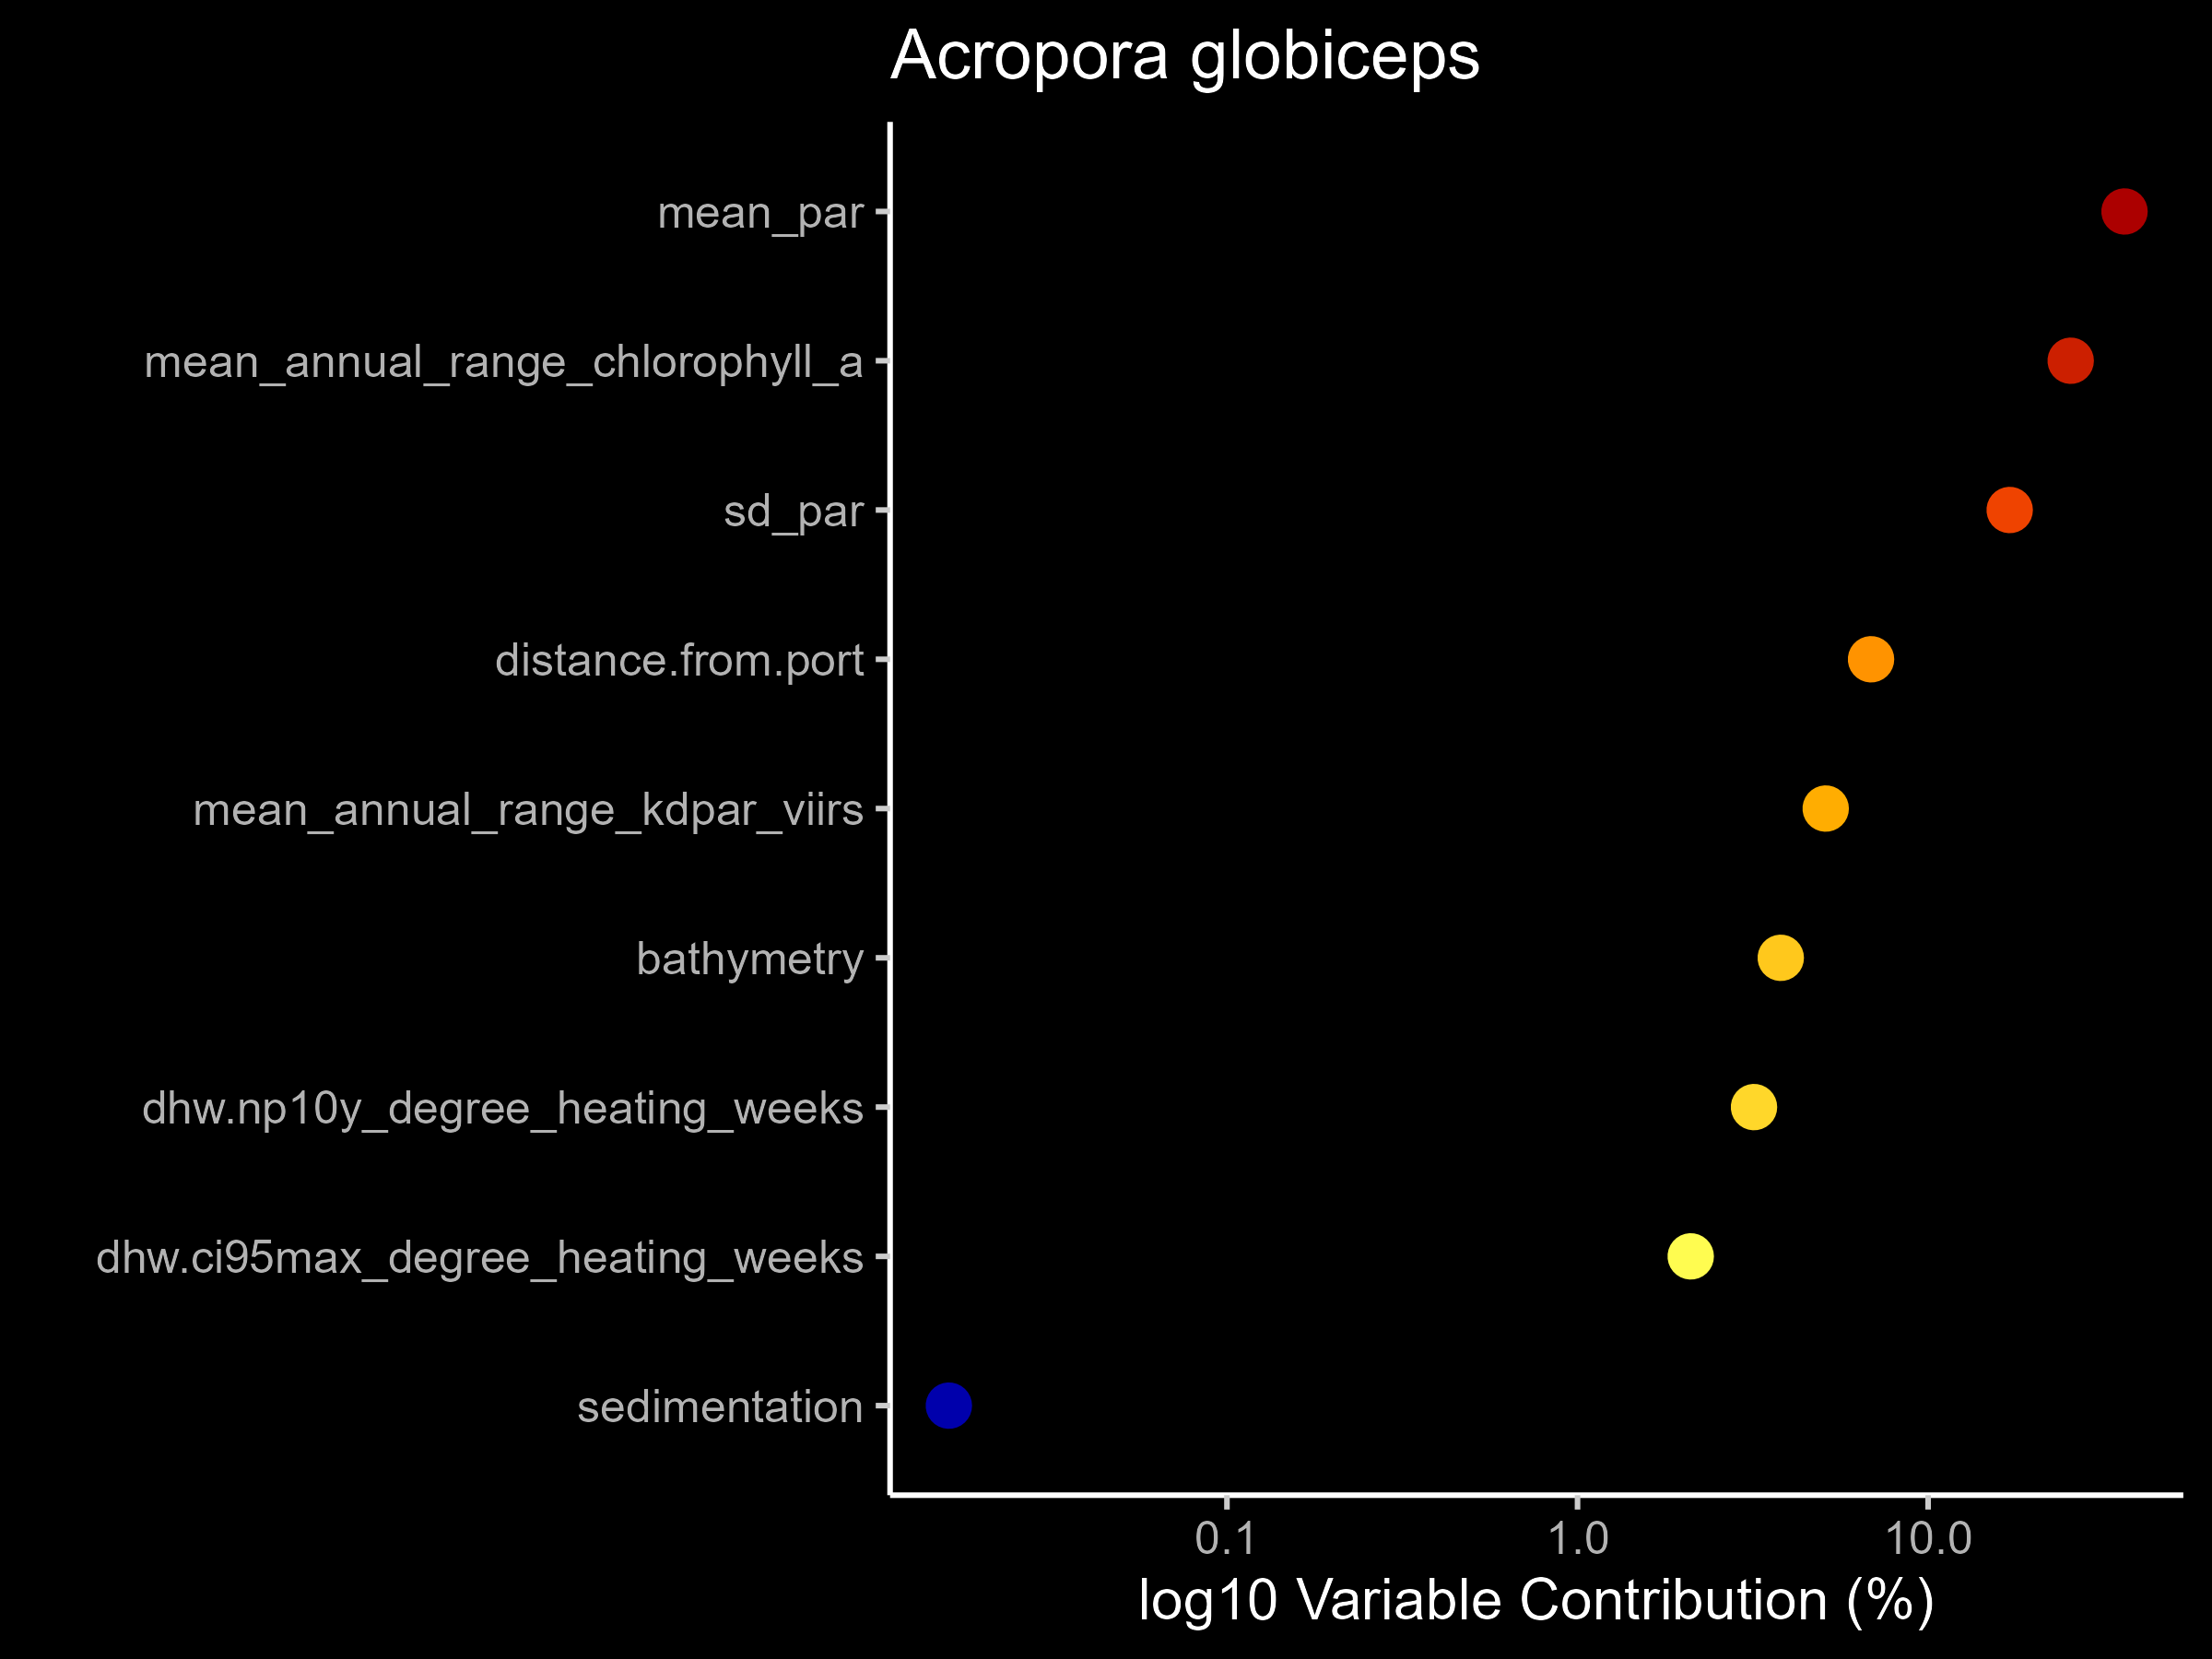 Acropora globiceps
mean_par
mean_annual_range_chlorophyll_a
sd_par
distance.from.port
mean_annual_range_kdpar_viirs
bathymetry
dhw.np10y_degree_heating_weeks
dhw.ci95max_degree_heating_weeks
sedimentation
0.1 1.0 10.0
log10 Variable Contribution (%)